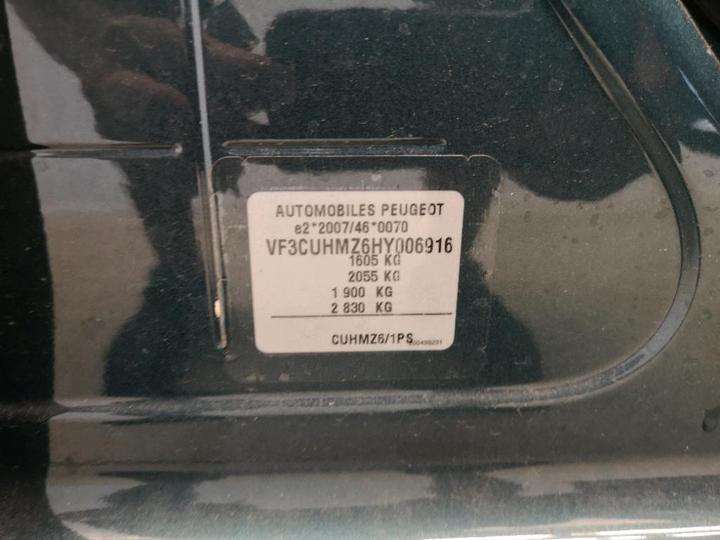 AUTOMOBILES PEUGEOT
e2*2007/46*0070
VF3CUHMZ6HY006916
1605 KG
2055 KG
1 900 KG
2 830 KG
CUHMZ6/1PS